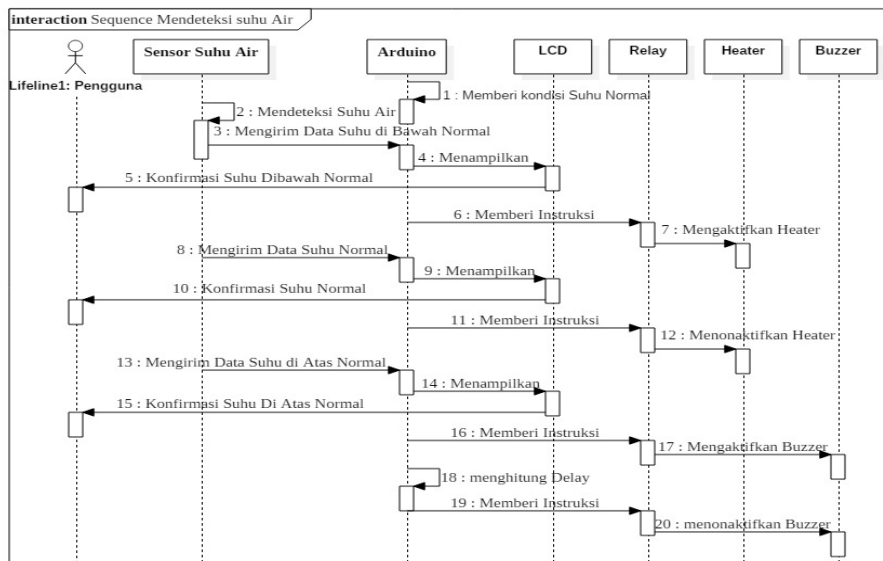 interaction Sequence Mendeteksi suhu Air
Sensor Suhu Air
Arduino
LCD
Relay
Heater
Buzzer
Lifeline1: Pengguna
1 : Memberi kondisi Suhu Normal
2 : Mendeteksi Suhu Air
3 : Mengirim Data Suhu di Bawah Normal
4 : Menampilkan
5 : Konfirmasi Suhu Dibawah Normal
6 : Memberi Instruksi
7 : Mengaktifkan Heater
8 : Mengirim Data Suhu Normal
9 : Menampilkan
10 : Konfirmasi Suhu Normal
11 : Memberi Instruksi
12 : Menonaktifkan Heater
13 : Mengirim Data Suhu di Atas Normal
14 : Menampilkan
15 : Konfirmasi Suhu Di Atas Normal
16 : Memberi Instruksi
17 : Mengaktifkan Buzzer
18 : menghitung Delay
19 : Memberi Instruksi
20 : menonaktifkan Buzzer